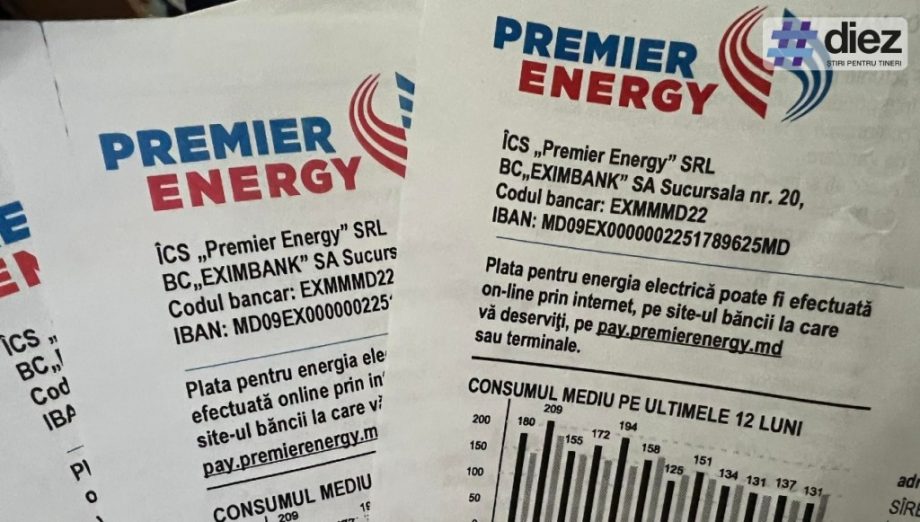 #diez
ȘTIRI PENTRU TINERI
PREMIER
ENERGY
ÎCS „Premier Energy” SRL
BC„EXIMBANK” SA Sucursala nr. 20,
Codul bancar: EXMMMD22
IBAN: MD09EX0000002251789625MD
Plata pentru energia electrică poate fi efectuată
on-line prin internet, pe site-ul băncii la care
vă deserviți, pe pay.premierenergy.md
sau terminale.
CONSUMUL MEDIU PE ULTIMELE 12 LUNI
200
150
100
50
180 209 155 172 194 158 125 151 134 131 137 131
PREMIER
ENERGY
ÎCS „Premier Energy” SRL
BC„EXIMBANK” SA Sucurs
Codul bancar: EXMMMD22
IBAN: MD09EX000000225
Plata pentru energia ele
efectuată online prin in
site-ul băncii la care vă
pay.premierenergy.m
CONSUMUL MEDIU
200
209
ÎCS „
Cod
IBA
Pl